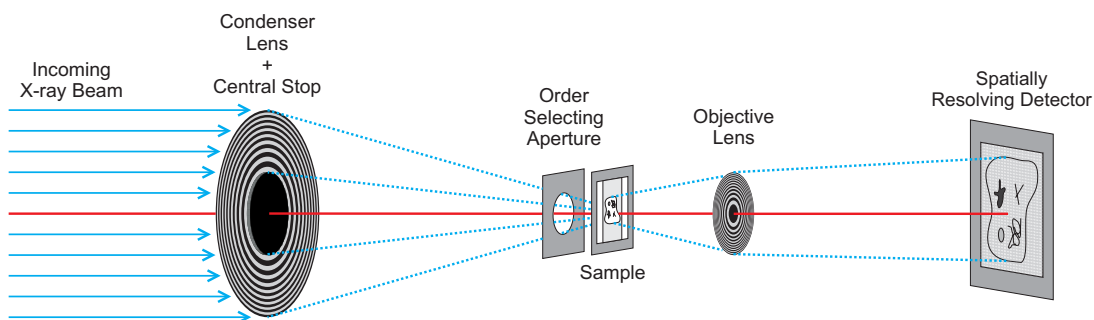 Incoming
X-ray Beam
Condenser
Lens
+
Central Stop
Order
Selecting
Aperture
Sample
Objective
Lens
Spatially
Resolving Detector